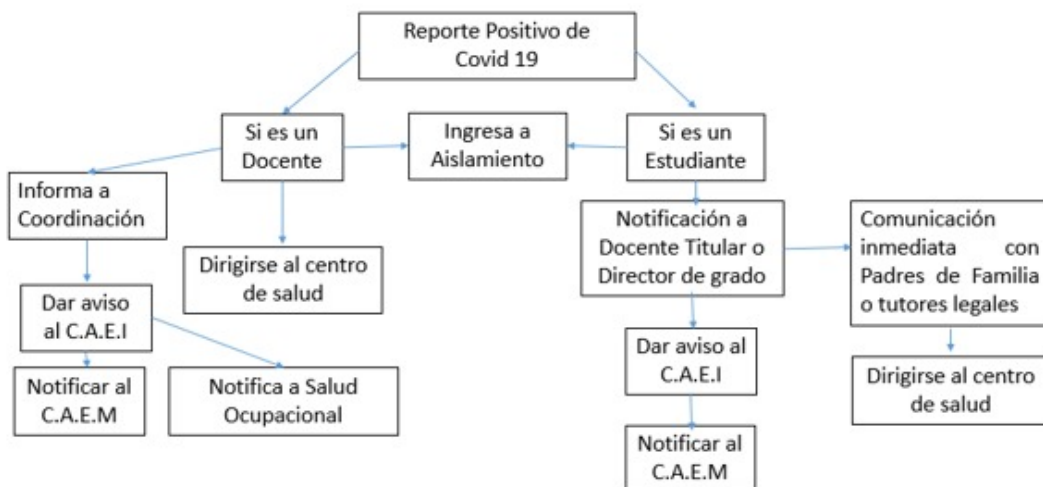 Reporte Positivo de
Covid 19
Si es un
Docente
Ingresa a
Aislamiento
Si es un
Estudiante
Informa a
Coordinación
Dirigirse al centro
de salud
Notificación a
Docente Titular o
Director de grado
Comunicación
inmediata con
Padres de Familia
o tutores legales
Dar aviso
al C.A.E.I
Dar aviso al
C.A.E.I
Notificar al
C.A.E.M
Notifica a Salud
Ocupacional
Dirigirse al centro
de salud
Notificar al
C.A.E.M